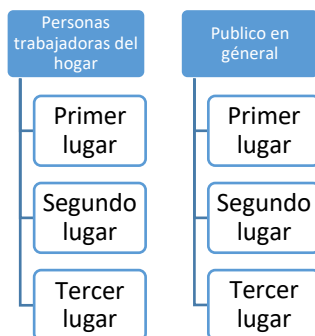 Personas
trabajadoras del
hogar
Primer
lugar
Segundo
lugar
Tercer
lugar
Publico en
géneral
Primer
lugar
Segundo
lugar
Tercer
lugar